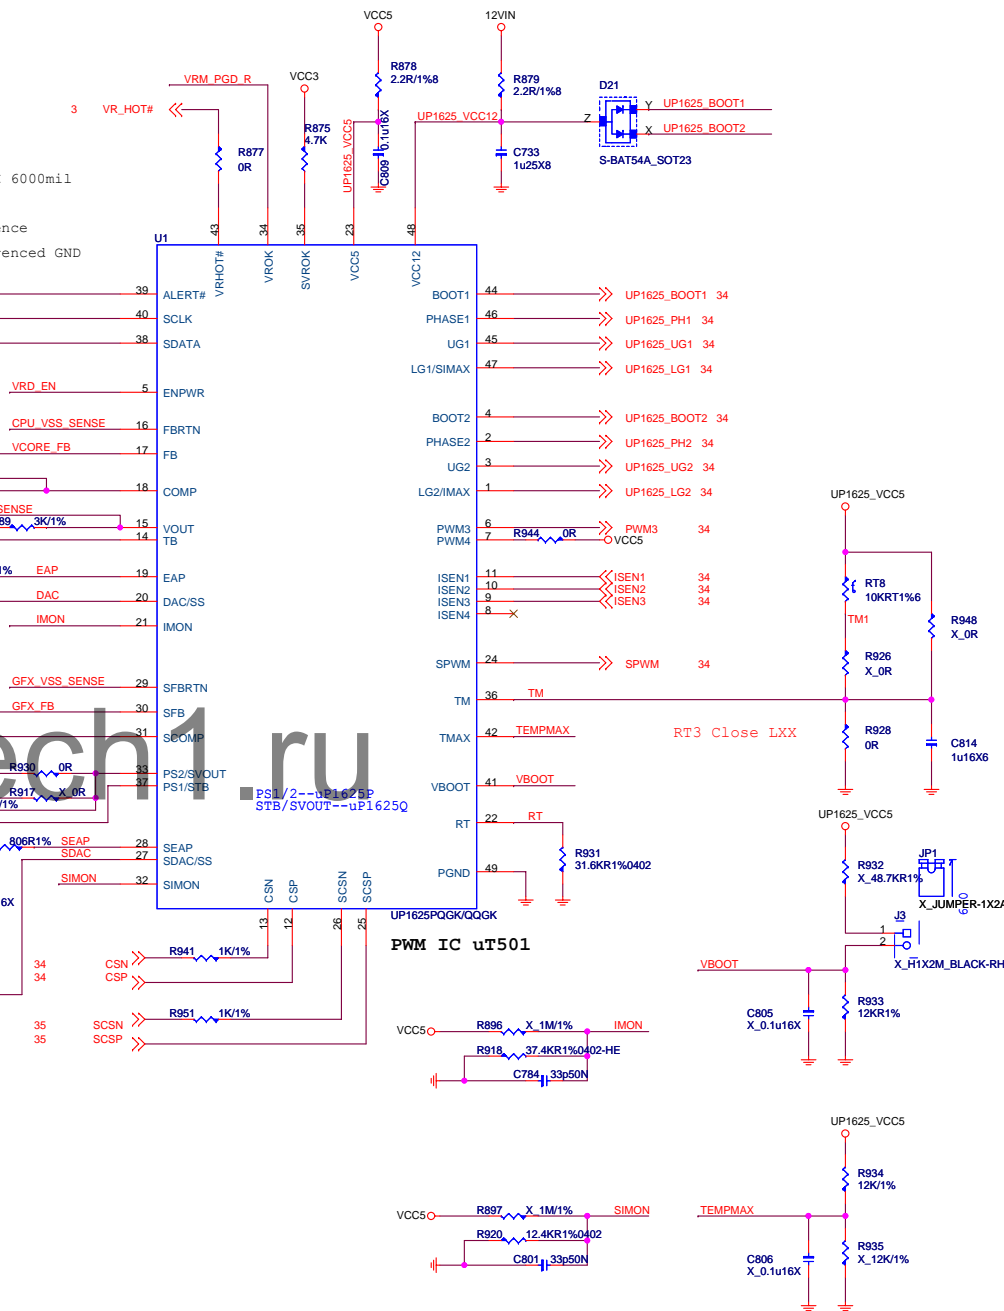 VCC5
12VIN
R878
2.2R/1%8
R879
2.2R/1%8
D21
VRM_PGD_R
VCC3
3 VR_HOT#
UP1625_VCC12
Z
Y UP1625_BOOT1
X UP1625_BOOT2
R875
4.7K
UP1625_VCC5
C809 0.1u16X
C733
1u25X8
S-BAT54A_SOT23
R877
0R
6000mil
ence
renced GND
U1
43 34 35 23 48
VRHOT# VROK SVROK VCC5 VCC12
39 ALERT#
40 SCLK
38 SDATA
VRD_EN 5 ENPWR
CPU_VSS_SENSE 16 FBRTN
VCORE_FB 17 FB
18 COMP
SENSE
89 3K/1% 15 VOUT
14 TB
1% EAP 19 EAP
DAC 20 DAC/SS
IMON 21 IMON
GFX_VSS_SENSE 29 SFBRTN
GFX_FB 30 SFB
31 SCOMP
R930 0R 33 PS2/SVOUT
R917 X_0R 37 PS1/STB
/1%
806R1% SEAP 28 SEAP
SDAC 27 SDAC/SS
SIMON 32 SIMON
6X
ech1.ru
PS1/2--uP1625P
STB/SVOUT--uP1625Q
BOOT1 44 UP1625_BOOT1 34
PHASE1 46 UP1625_PH1 34
UG1 45 UP1625_UG1 34
LG1/SIMAX 47 UP1625_LG1 34
BOOT2 4 UP1625_BOOT2 34
PHASE2 2 UP1625_PH2 34
UG2 3 UP1625_UG2 34
LG2/IMAX 1 UP1625_LG2 34
PWM3 6 PWM3 34
PWM4 7 R944 0R VCC5
ISEN1 11 ISEN1 34
ISEN2 10 ISEN2 34
ISEN3 9 ISEN3 34
ISEN4 8
SPWM 24 SPWM 34
TM 36 TM
TMAX 42 TEMPMAX
VBOOT 41 VBOOT
RT 22 RT
PGND 49
R931
31.6KR1%0402
CSN CSP SCSN SCSP
13 12 26 25
UP1625PQGK/QQGK
PWM IC uT501
34 CSN R941 1K/1%
34 CSP
35 SCSN R951 1K/1%
35 SCSP
UP1625_VCC5
RT8
10KRT1%6
t
TM1
R948
X_0R
R926
X_0R
RT3 Close LXX
R928
0R
C814
1u16X6
UP1625_VCC5
R932
X_48.7KR1%
JP1
X_JUMPER-1X2A
J3
1
2
X_H1X2M_BLACK-RH
VBOOT
C805
X_0.1u16X
R933
12KR1%
VCC5 R896 X_1M/1% IMON
R918 37.4KR1%0402-HE
C784 33p50N
UP1625_VCC5
R934
12K/1%
VCC5 R897 X_1M/1% SIMON
R920 12.4KR1%0402
C801 33p50N
TEMPMAX
C806
X_0.1u16X
R935
X_12K/1%